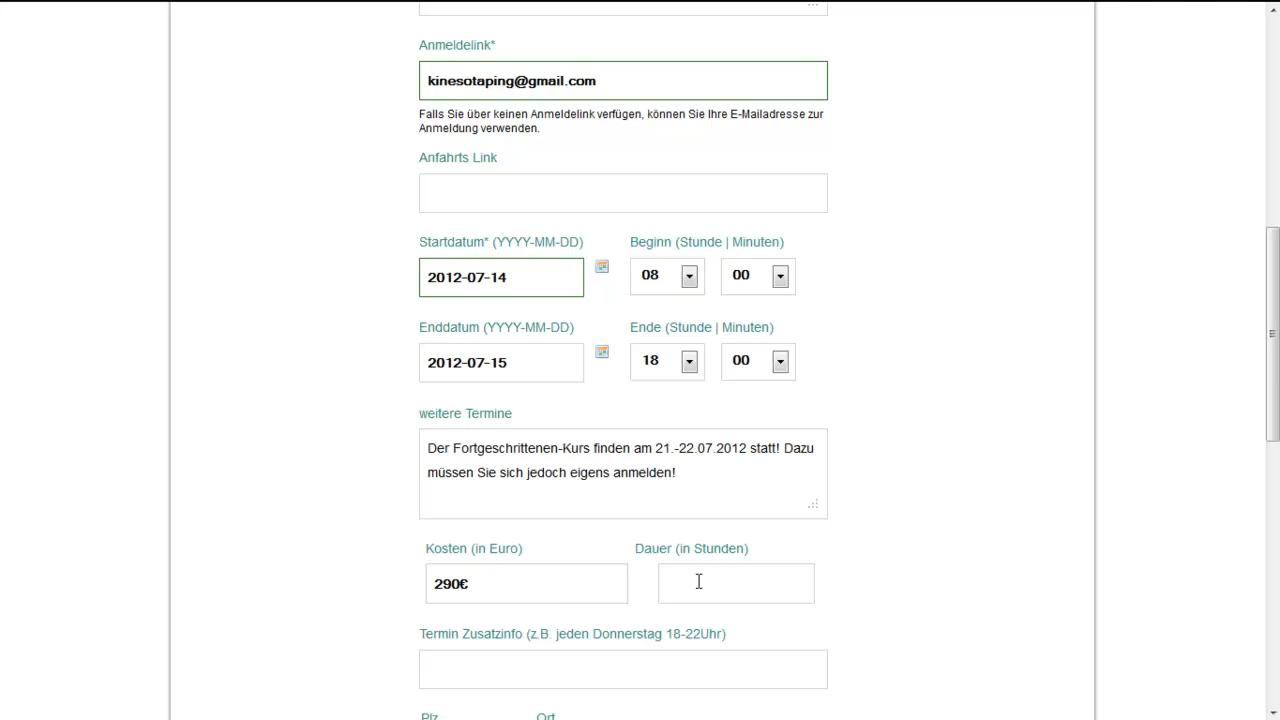 Anmeldelink*
kinesotaping@gmail.com
Falls Sie über keinen Anmeldelink verfügen, können Sie Ihre E-Mailadresse zur
Anmeldung verwenden.
Anfahrts Link
Startdatum* (YYYY-MM-DD) Beginn (Stunde | Minuten)
2012-07-14 08 00
Enddatum (YYYY-MM-DD) Ende (Stunde | Minuten)
2012-07-15 18 00
weitere Termine
Der Fortgeschrittenen-Kurs finden am 21.-22.07.2012 statt! Dazu
müssen Sie sich jedoch eigens anmelden!
Kosten (in Euro) Dauer (in Stunden)
290€
Termin Zusatzinfo (z.B. jeden Donnerstag 18-22Uhr)
Plz Ort